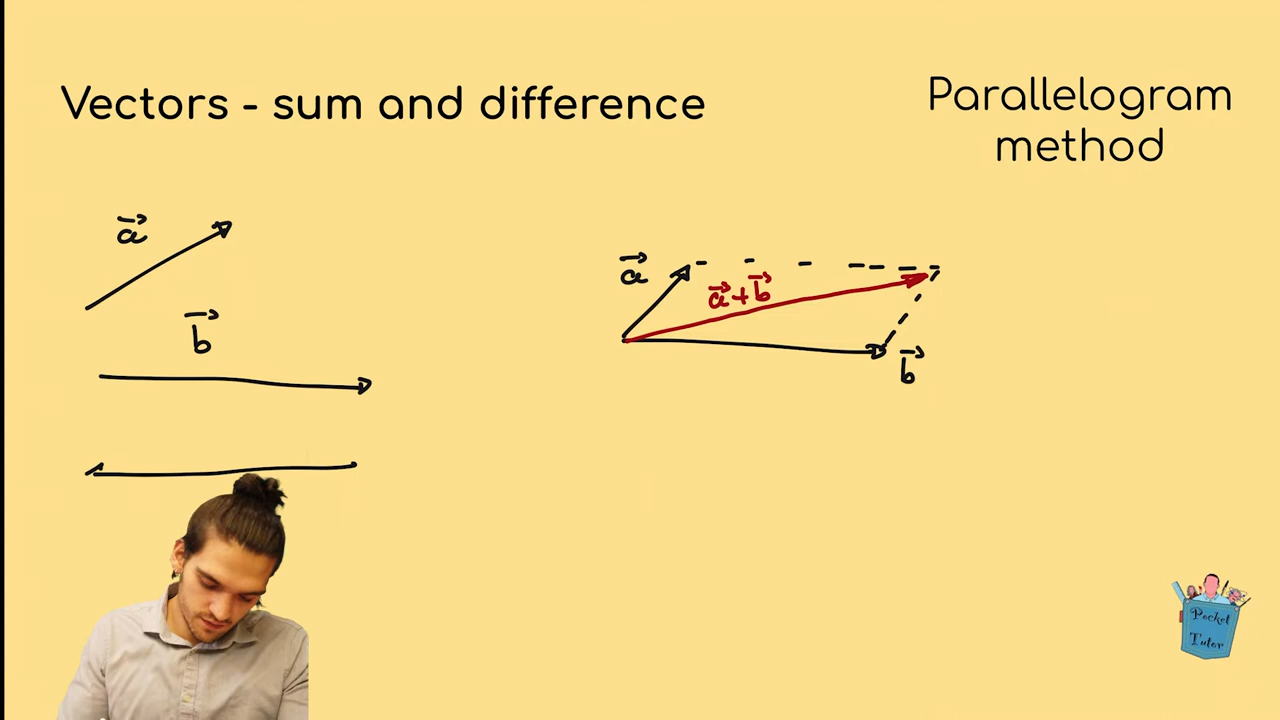 Vectors - sum and difference
Parallelogram
method
a⃗
b⃗
a⃗
a⃗+b⃗
b⃗
Pocket
Tutor